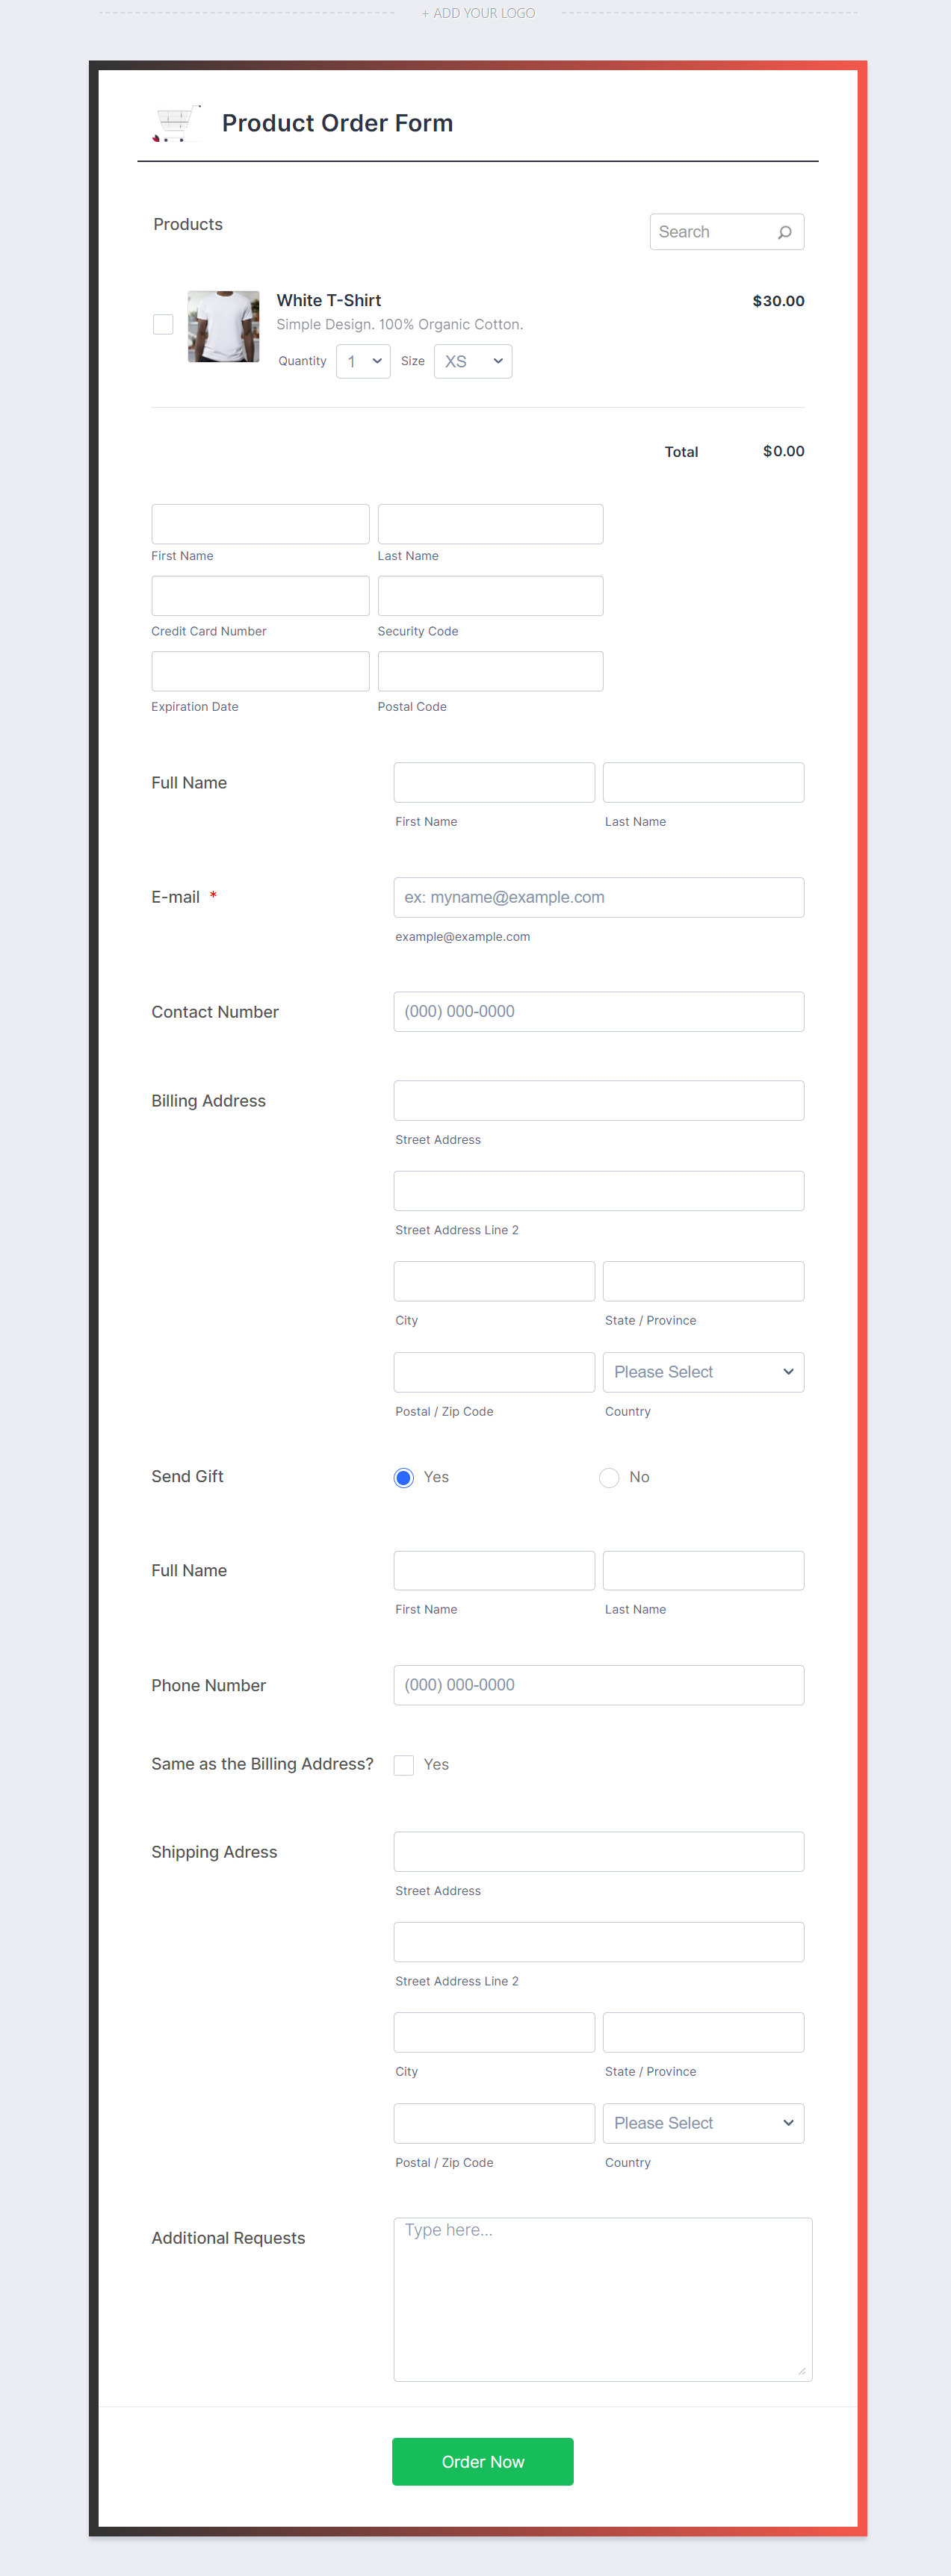 + ADD YOUR LOGO
Product Order Form
Products
Search
White T-Shirt
$30.00
Simple Design. 100% Organic Cotton.
Quantity 1 Size XS
Total $0.00
First Name Last Name
Credit Card Number Security Code
Expiration Date Postal Code
Full Name
First Name Last Name
E-mail * ex: myname@example.com
example@example.com
Contact Number (000) 000-0000
Billing Address
Street Address
Street Address Line 2
City State / Province
Please Select
Postal / Zip Code Country
Send Gift Yes No
Full Name
First Name Last Name
Phone Number (000) 000-0000
Same as the Billing Address? Yes
Shipping Adress
Street Address
Street Address Line 2
City State / Province
Please Select
Postal / Zip Code Country
Additional Requests Type here...
Order Now